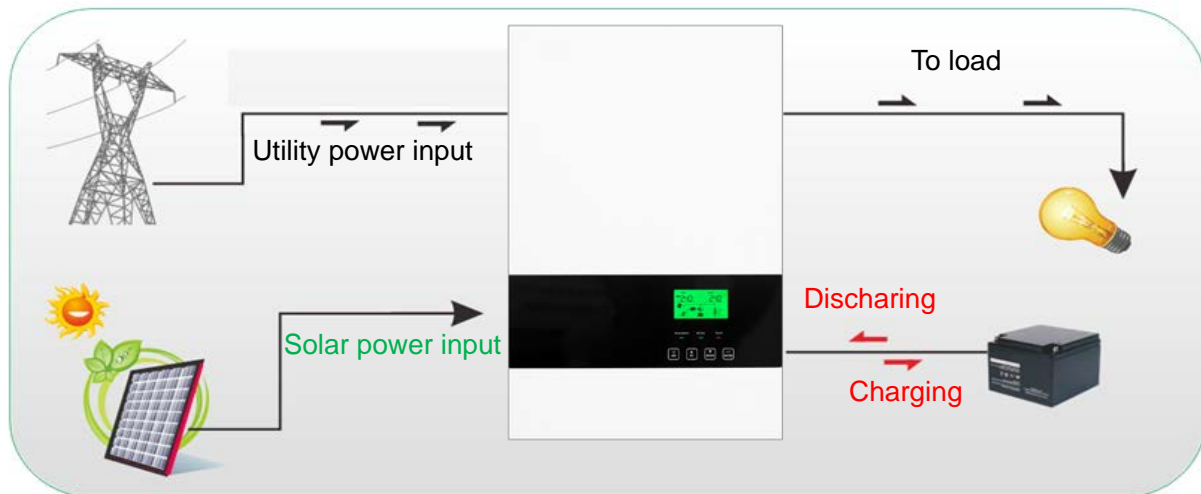 To load
Utility power input
Discharing
Solar power input
Charging